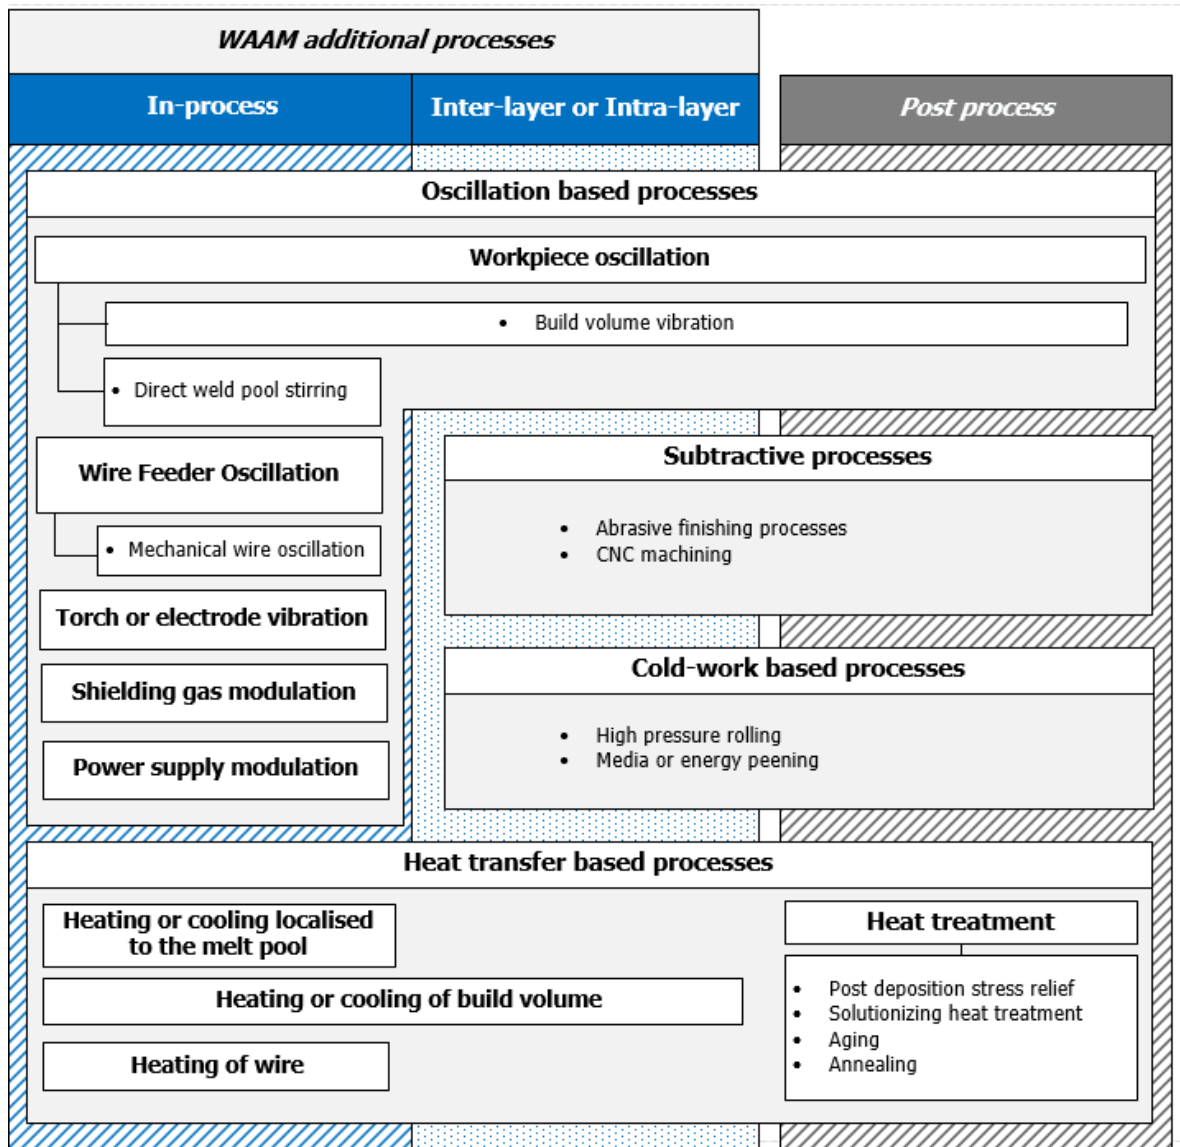 WAAM additional processes
In-process
Inter-layer or Intra-layer
Post process
Oscillation based processes
Workpiece oscillation
• Build volume vibration
• Direct weld pool stirring
Wire Feeder Oscillation
• Mechanical wire oscillation
Torch or electrode vibration
Shielding gas modulation
Power supply modulation
Subtractive processes
• Abrasive finishing processes
• CNC machining
Cold-work based processes
• High pressure rolling
• Media or energy peening
Heat transfer based processes
Heating or cooling localised
to the melt pool
Heating or cooling of build volume
Heating of wire
Heat treatment
• Post deposition stress relief
• Solutionizing heat treatment
• Aging
• Annealing